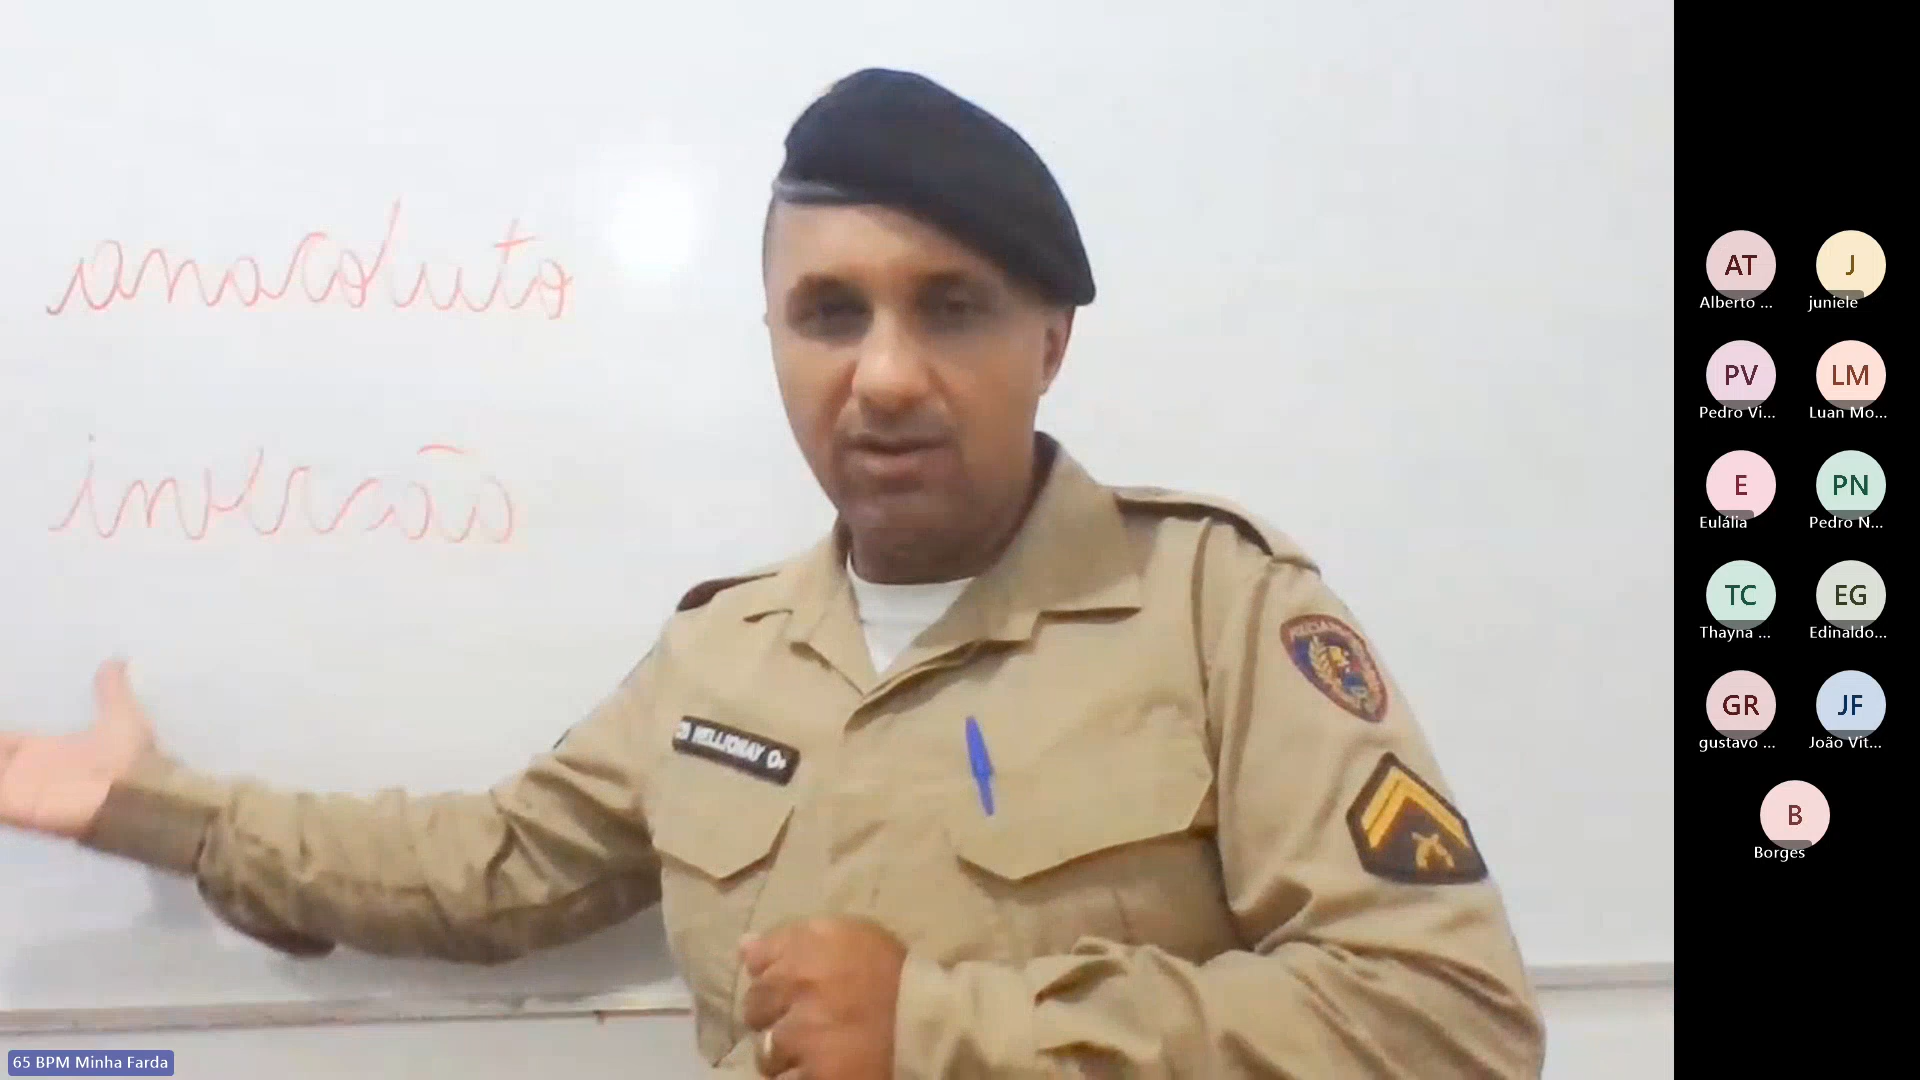 anacoluto
inversão
O+
65 BPM Minha Farda
AT
J
Alberto ...
juniele
PV
LM
Pedro Vi...
Luan Mo...
E
PN
Eulália
Pedro N...
TC
EG
Thayna ...
Edinaldo...
GR
JF
gustavo ...
João Vit...
B
Borges